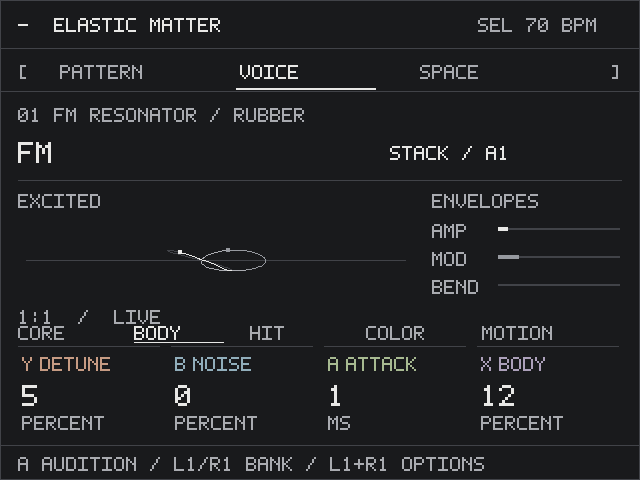 – ELASTIC MATTER SEL 70 BPM
[ PATTERN VOICE SPACE ]
01 FM RESONATOR / RUBBER
FM STACK / A1
EXCITED ENVELOPES
AMP
MOD
BEND
1:1 / LIVE
CORE BODY HIT COLOR MOTION
Y DETUNE B NOISE A ATTACK X BODY
5 0 1 12
PERCENT PERCENT MS PERCENT
A AUDITION / L1/R1 BANK / L1+R1 OPTIONS